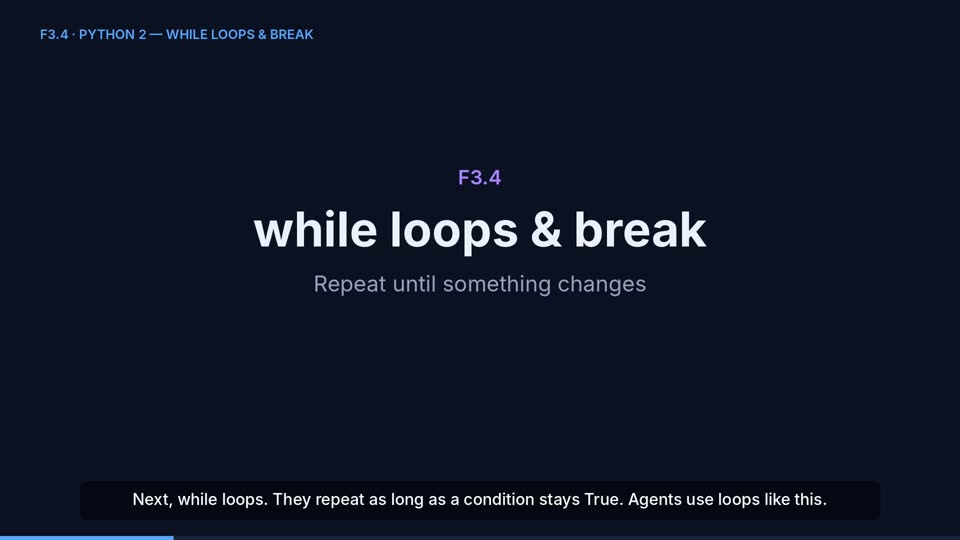 F3.4 · PYTHON 2 — WHILE LOOPS & BREAK
F3.4
while loops & break
Repeat until something changes
Next, while loops. They repeat as long as a condition stays True. Agents use loops like this.